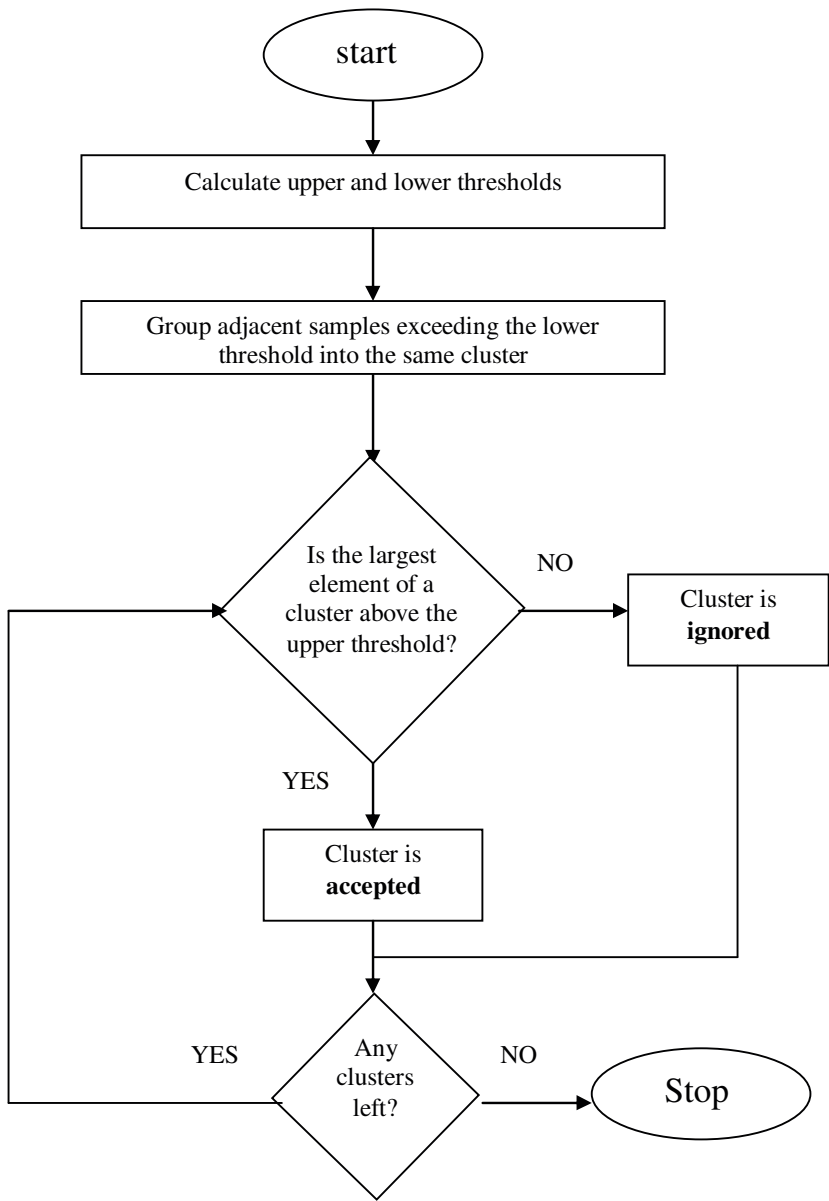 start
Calculate upper and lower thresholds
Group adjacent samples exceeding the lower
threshold into the same cluster
Is the largest
element of a
cluster above the
upper threshold?
NO
Cluster is
ignored
YES
Cluster is
accepted
YES
Any
clusters
left?
NO
Stop